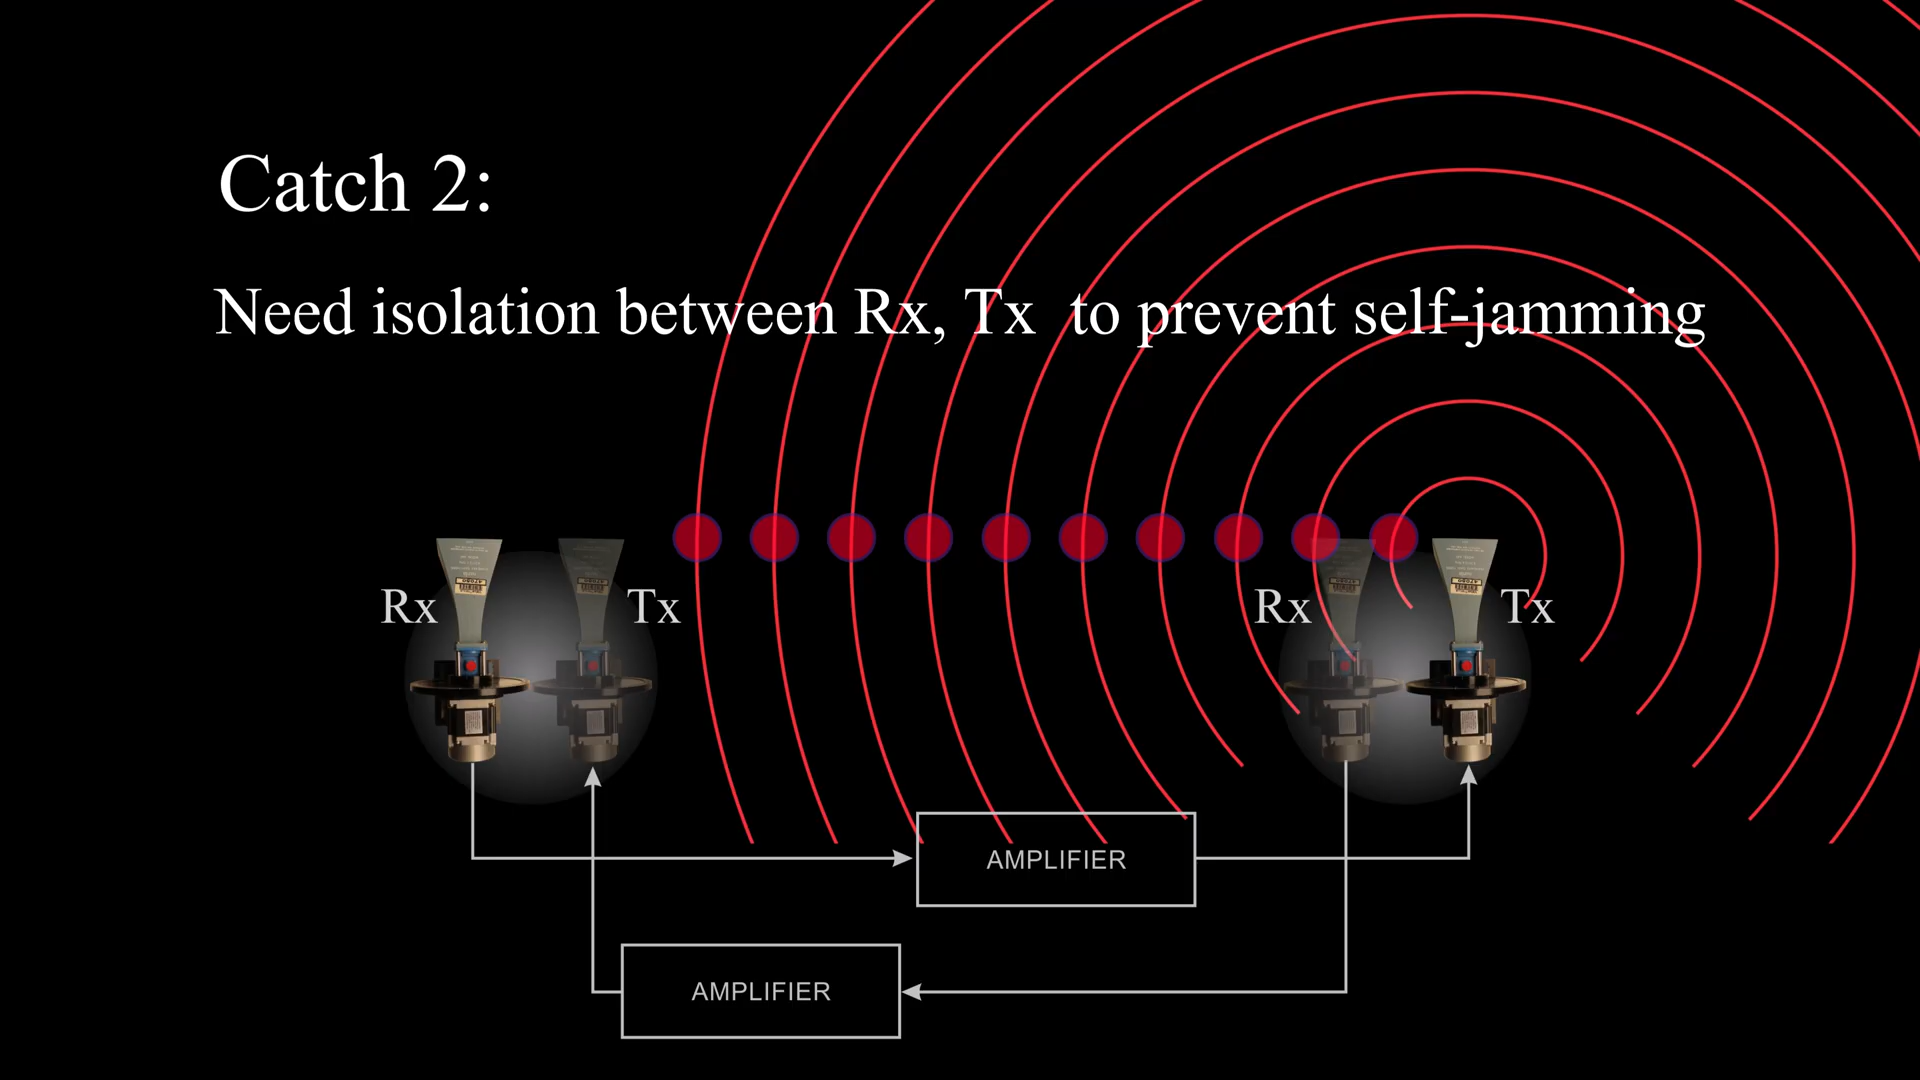 Catch 2:
Need isolation between Rx, Tx to prevent self-jamming
Rx
Tx
Rx
Tx
AMPLIFIER
AMPLIFIER